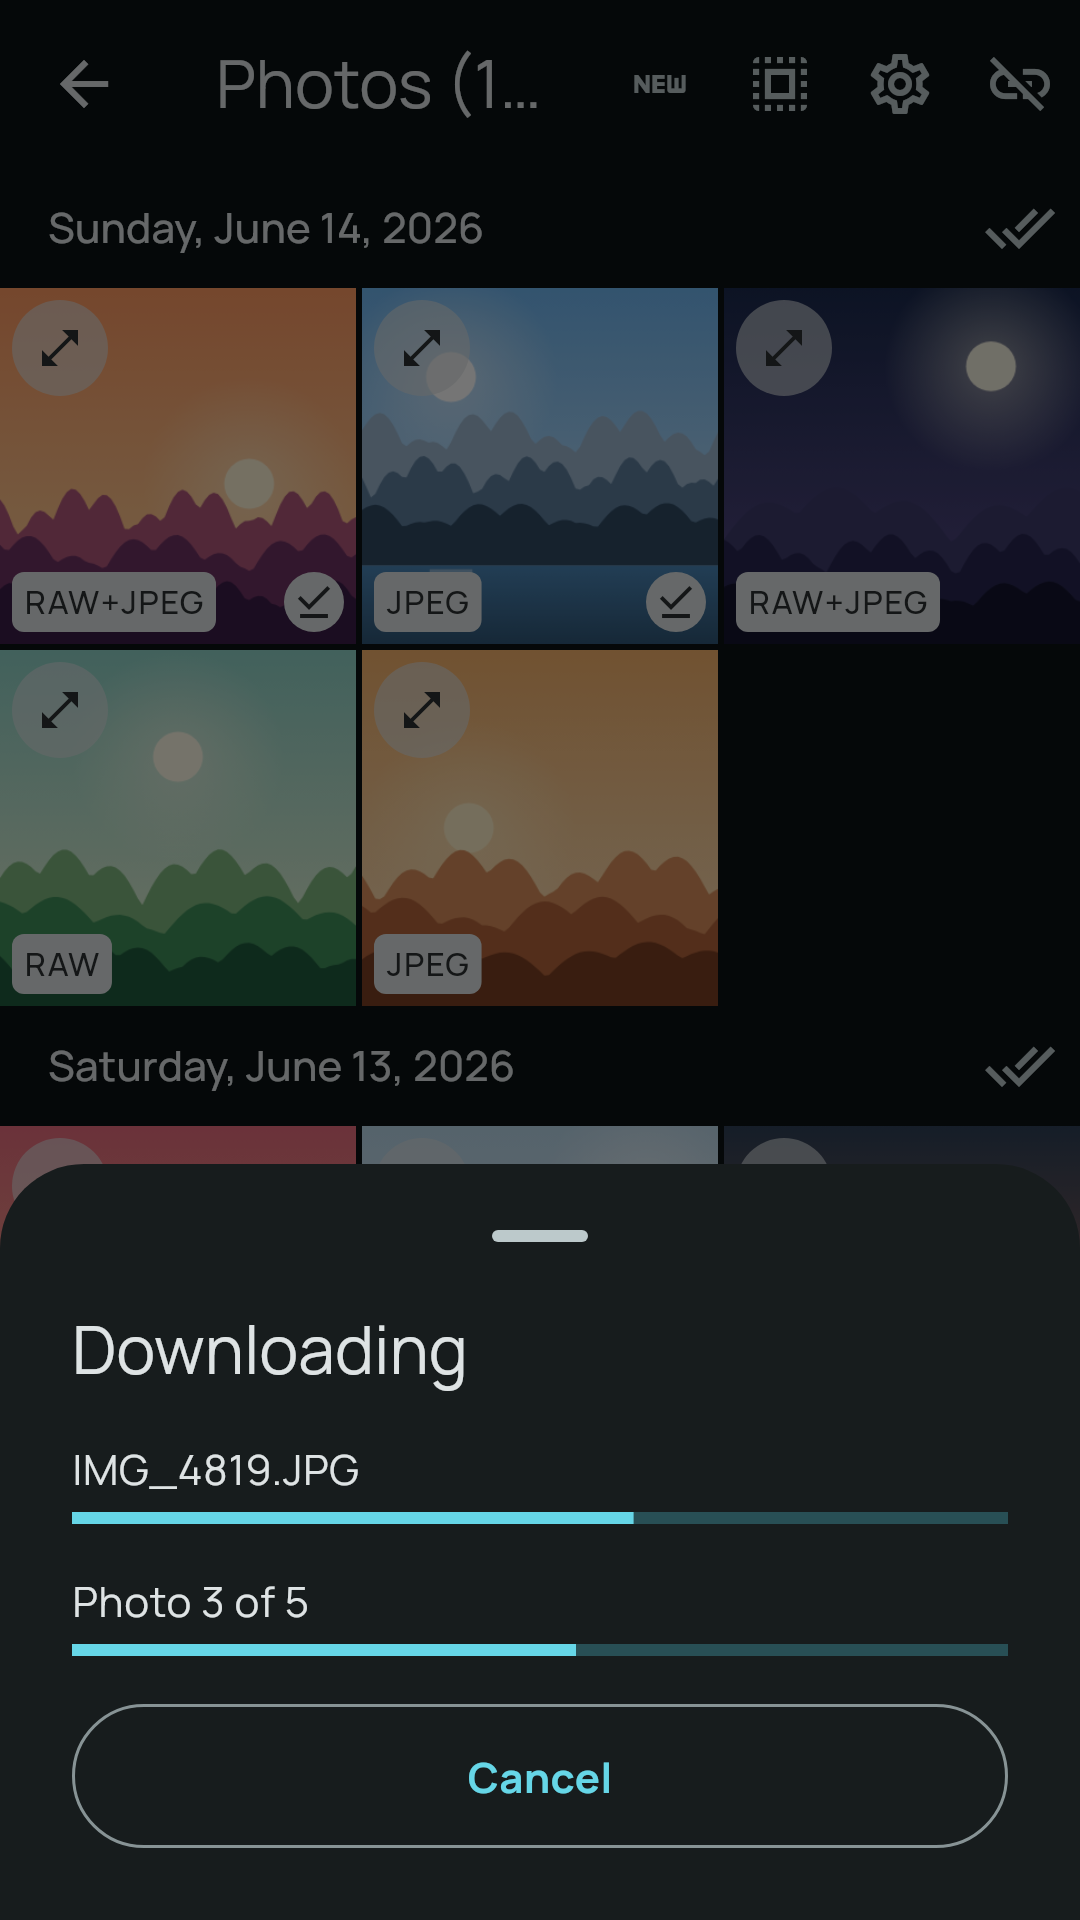 Photos (1...
NEW
Sunday, June 14, 2026
RAW+JPEG
JPEG
RAW+JPEG
RAW
JPEG
Saturday, June 13, 2026
Downloading
IMG_4819.JPG
Photo 3 of 5
Cancel